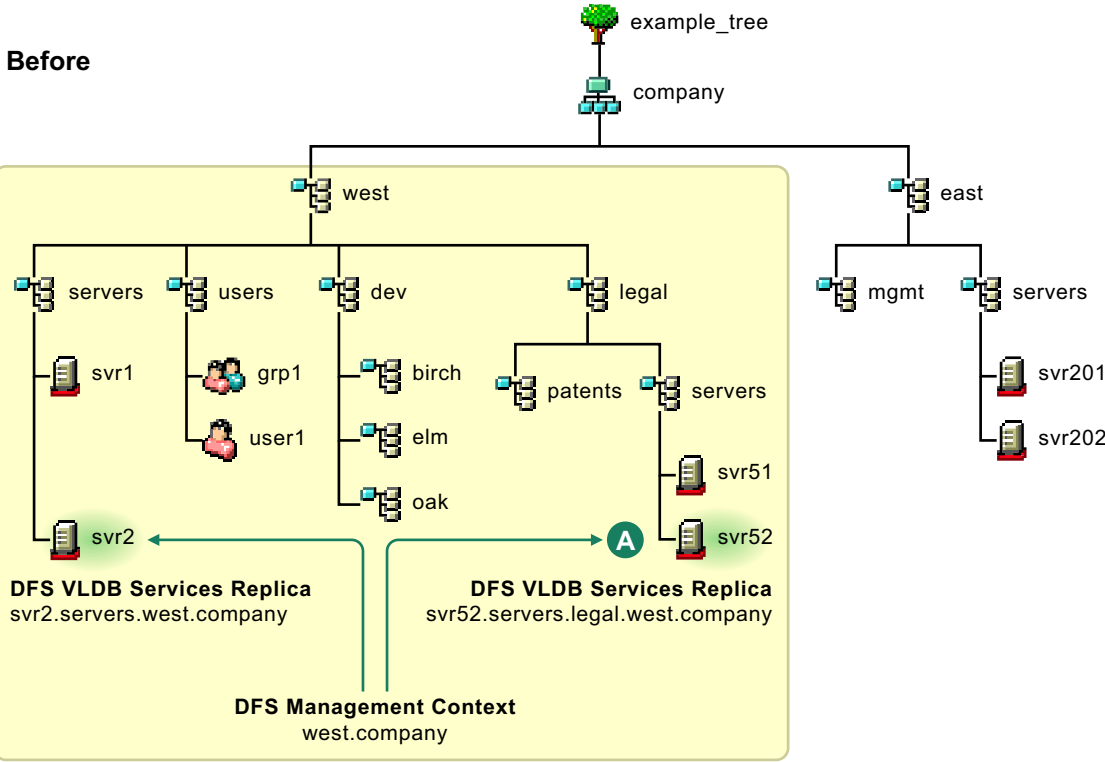 example_tree
Before
company
west
east
servers
users
dev
legal
mgmt
servers
svr1
grp1
birch
patents
servers
svr201
user1
elm
svr202
svr51
oak
svr2
A
svr52
DFS VLDB Services Replica
svr2.servers.west.company
DFS VLDB Services Replica
svr52.servers.legal.west.company
DFS Management Context
west.company